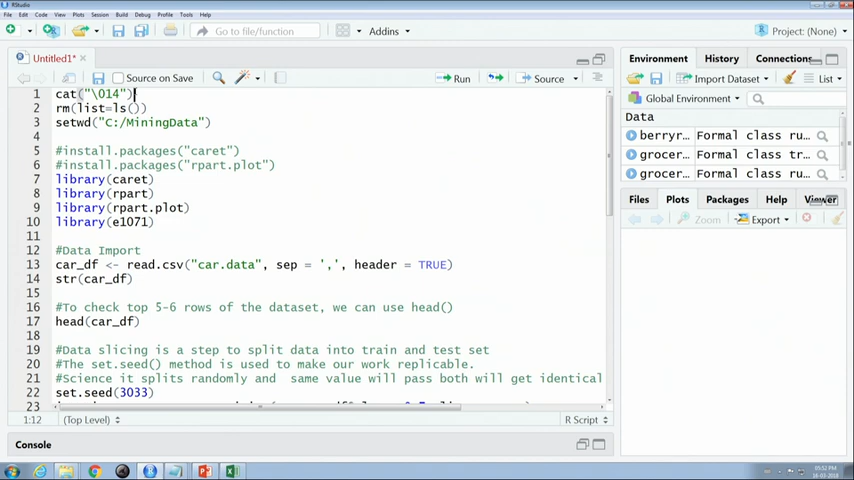 RStudio
File Edit Code View Plots Session Build Debug Profile Tools Help
Go to file/function
Addins
Project: (None)
Untitled1*
Source on Save
Run
Source
1 cat("\014")
2 rm(list=ls())
3 setwd("C:/MiningData")
4
5 #install.packages("caret")
6 #install.packages("rpart.plot")
7 library(caret)
8 library(rpart)
9 library(rpart.plot)
10 library(e1071)
11
12 #Data Import
13 car_df <- read.csv("car.data", sep = ',', header = TRUE)
14 str(car_df)
15
16 #To check top 5-6 rows of the dataset, we can use head()
17 head(car_df)
18
19 #Data slicing is a step to split data into train and test set
20 #The set.seed() method is used to make our work replicable.
21 #Science it splits randomly and  same value will pass both will get identical
22 set.seed(3033)
23
1:12 (Top Level) R Script
Console
Environment History Connections
Import Dataset List
Global Environment
Data
berryr… Formal class ru…
grocer… Formal class tr…
grocer… Formal class ru…
Files Plots Packages Help Viewer
Zoom Export
05:52 PM